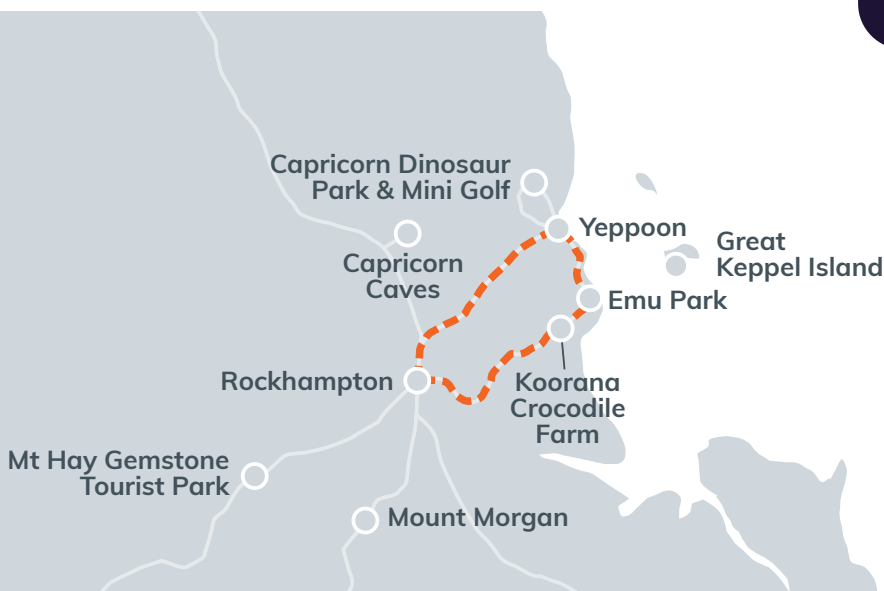 Capricorn Dinosaur
Park & Mini Golf
Yeppoon
Great
Keppel Island
Capricorn
Caves
Emu Park
Rockhampton
Koorana
Crocodile
Farm
Mt Hay Gemstone
Tourist Park
Mount Morgan